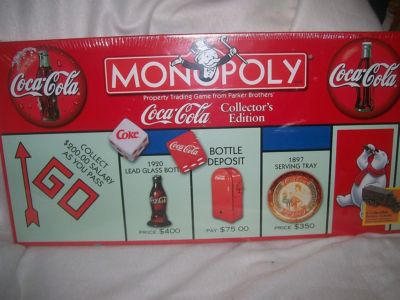 MONOPOLY
Property Trading Game from Parker Brothers
Coca-Cola Collector's
Edition
Coca-Cola
Coca-Cola
Coke
Coca-Cola
COLLECT
$200.00 SALARY
AS YOU PASS
GO
1920
LEAD GLASS BOTT
PRICE $400
BOTTLE
DEPOSIT
PAY $75.00
1897
SERVING TRAY
PRICE $350